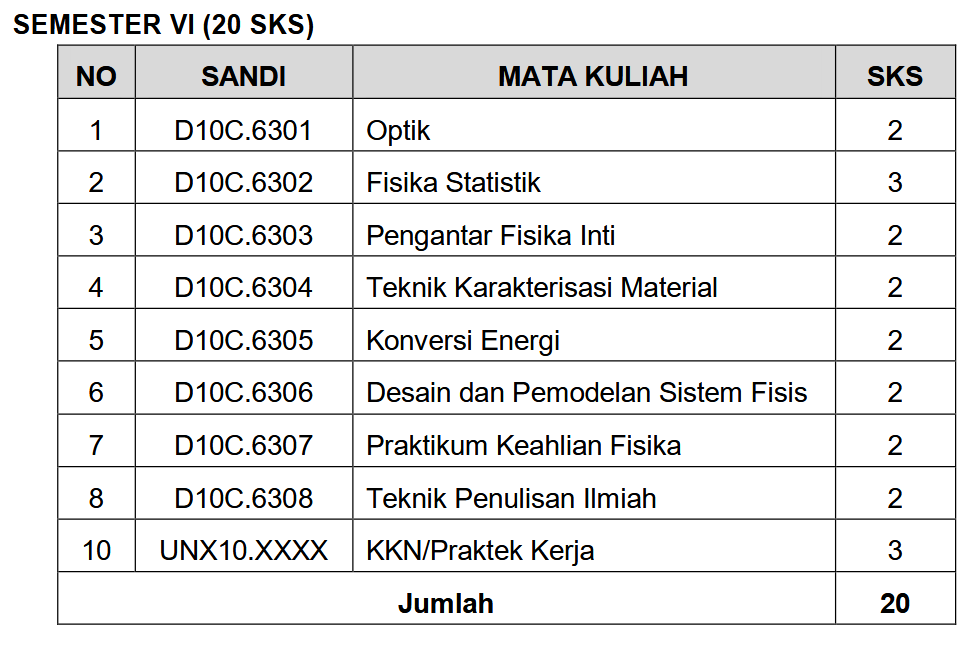 SEMESTER VI (20 SKS)
NO SANDI MATA KULIAH SKS
1 D10C.6301 Optik 2
2 D10C.6302 Fisika Statistik 3
3 D10C.6303 Pengantar Fisika Inti 2
4 D10C.6304 Teknik Karakterisasi Material 2
5 D10C.6305 Konversi Energi 2
6 D10C.6306 Desain dan Pemodelan Sistem Fisis 2
7 D10C.6307 Praktikum Keahlian Fisika 2
8 D10C.6308 Teknik Penulisan Ilmiah 2
10 UNX10.XXXX KKN/Praktek Kerja 3
Jumlah 20